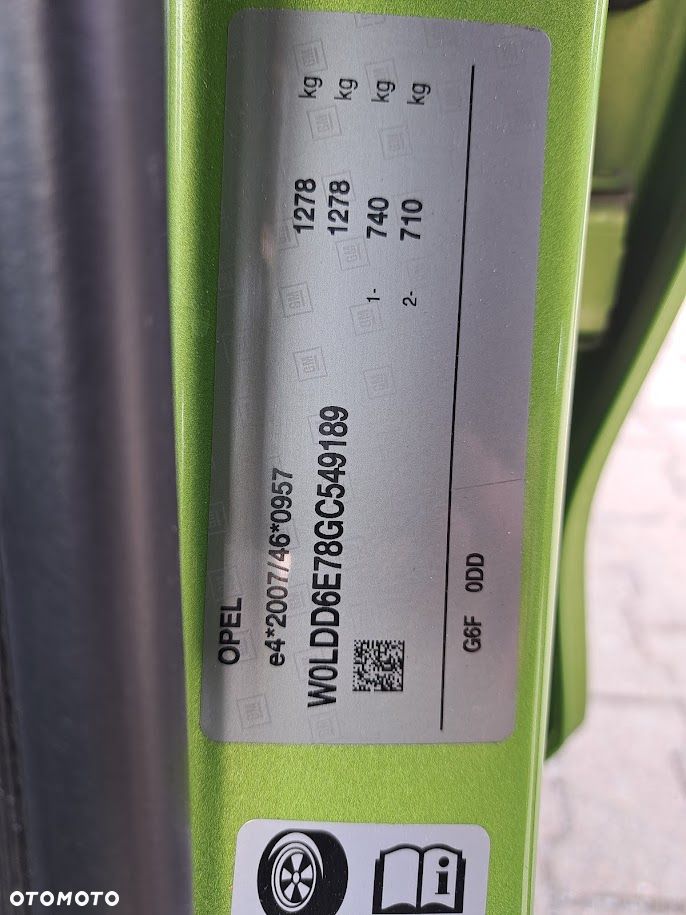 OPEL
e4*2007/46*0957
W0LDD6E78GC549189
1278 kg
1278 kg
1- 740 kg
2- 710 kg
G6F 0DD
i
OTOMOTO